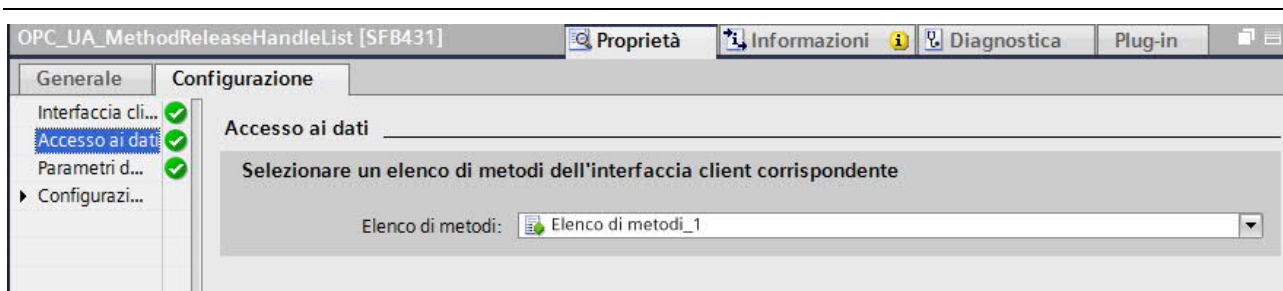 OPC_UA_MethodReleaseHandleList [SFB431]
Proprietà
Informazioni
Diagnostica
Plug-in
Generale
Configurazione
Interfaccia cli...
Accesso ai dati
Parametri d...
Configurazi...
Accesso ai dati
Selezionare un elenco di metodi dell'interfaccia client corrispondente
Elenco di metodi: Elenco di metodi_1